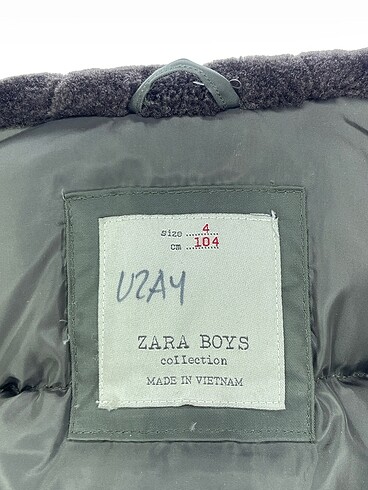 size 4
cm 104
UZAY
ZARA BOYS
collection
MADE IN VIETNAM